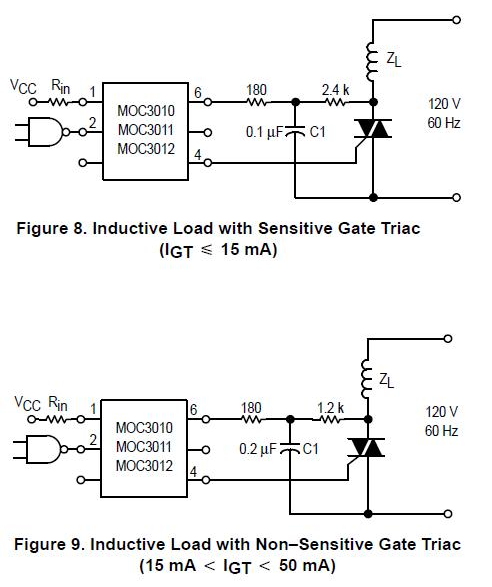 VCC Rin 1
2
MOC3010
MOC3011
MOC3012
6
4
180
2.4 k
0.1 µF C1
ZL
120 V
60 Hz
Figure 8. Inductive Load with Sensitive Gate Triac
(IGT ≤ 15 mA)
VCC Rin 1
2
MOC3010
MOC3011
MOC3012
6
4
180
1.2 k
0.2 µF C1
ZL
120 V
60 Hz
Figure 9. Inductive Load with Non–Sensitive Gate Triac
(15 mA < IGT < 50 mA)